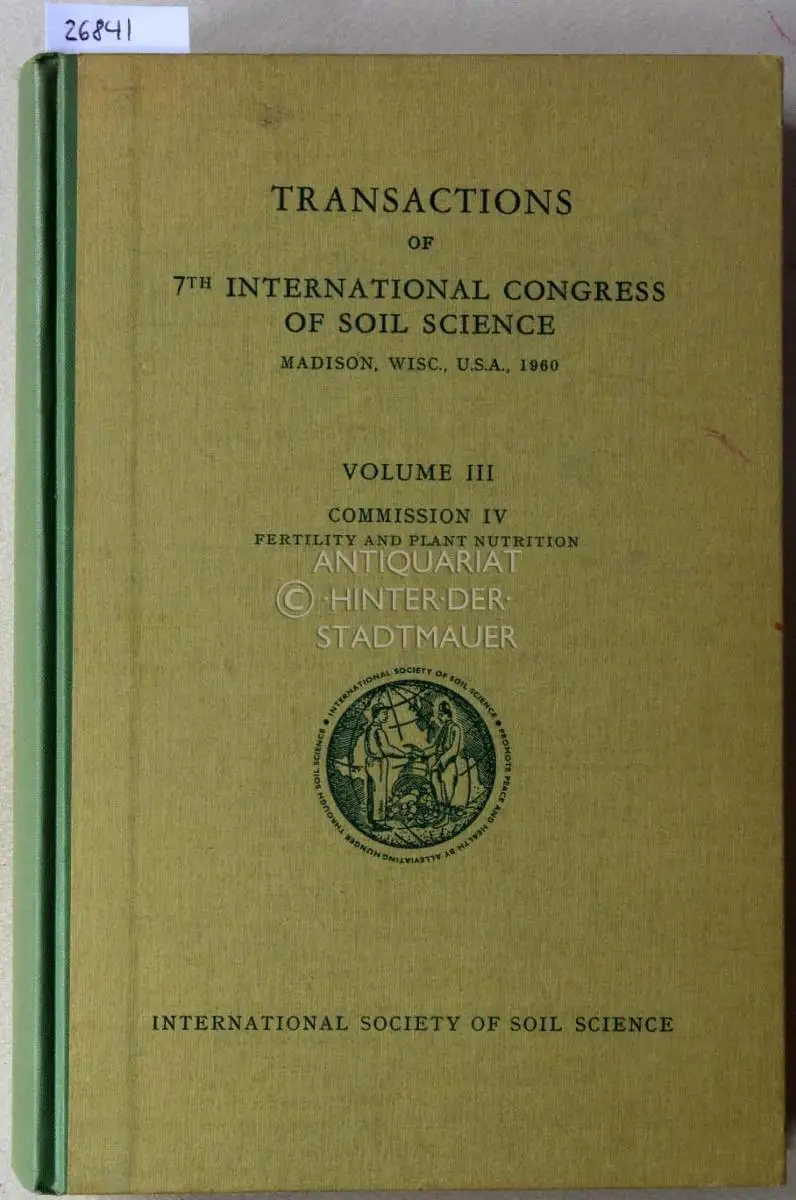 26841
TRANSACTIONS
OF
7TH INTERNATIONAL CONGRESS
OF SOIL SCIENCE
MADISON, WISC., U.S.A., 1960
VOLUME III
COMMISSION IV
FERTILITY AND PLANT NUTRITION
ANTIQUARIAT
© ·HINTER·DER·
STADTMAUER
INTERNATIONAL SOCIETY OF SOIL SCIENCE • PROMOTE PEACE AND HEALTH BY ALLEVIATING HUNGER THROUGH SOIL SCIENCE •
INTERNATIONAL SOCIETY OF SOIL SCIENCE